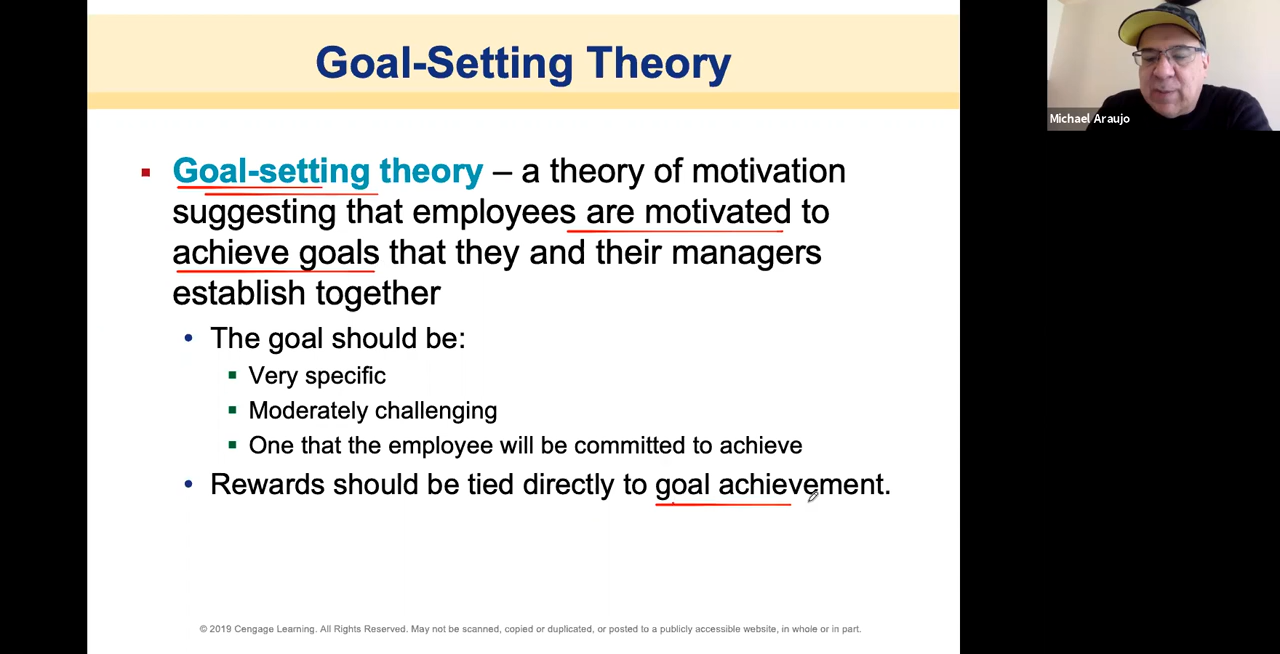 Goal-Setting Theory
Michael Araujo
▪ Goal-setting theory – a theory of motivation
suggesting that employees are motivated to
achieve goals that they and their managers
establish together
• The goal should be:
▪ Very specific
▪ Moderately challenging
▪ One that the employee will be committed to achieve
• Rewards should be tied directly to goal achievement.
© 2019 Cengage Learning. All Rights Reserved. May not be scanned, copied or duplicated, or posted to a publicly accessible website, in whole or in part.